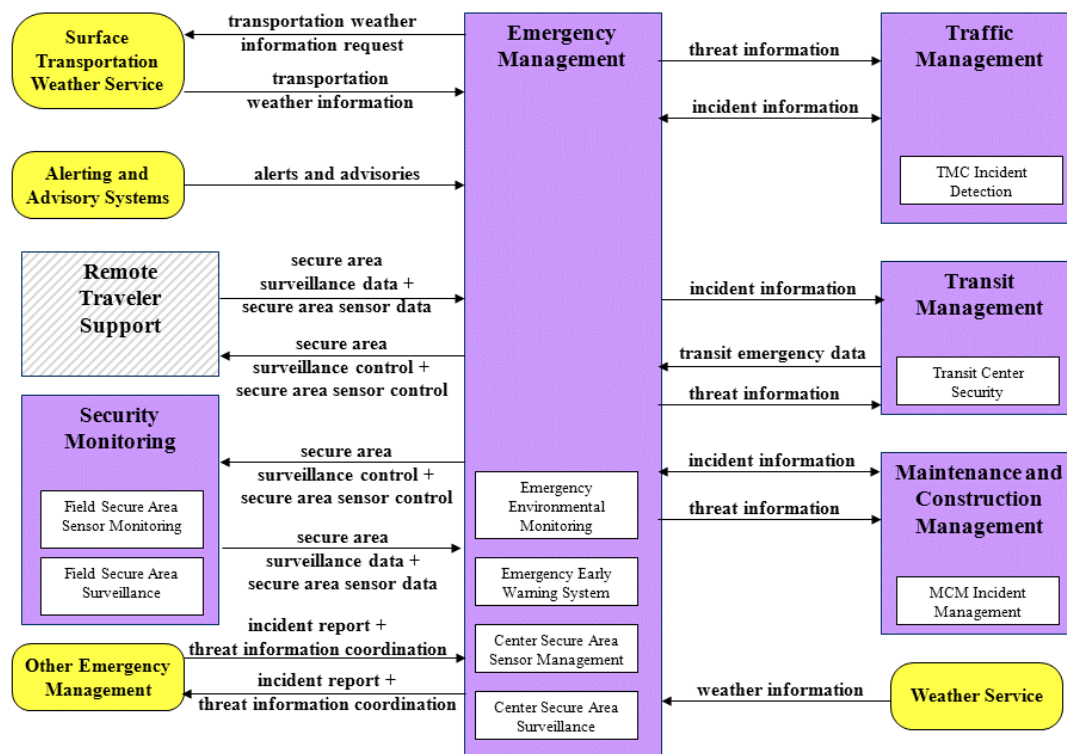 Surface
Transportation
Weather Service
transportation weather
information request
transportation
weather information
Alerting and
Advisory Systems
alerts and advisories
Remote
Traveler
Support
secure area
surveillance data +
secure area sensor data
secure area
surveillance control +
secure area sensor control
Security
Monitoring
Field Secure Area
Sensor Monitoring
Field Secure Area
Surveillance
secure area
surveillance control +
secure area sensor control
secure area
surveillance data +
secure area sensor data
Other Emergency
Management
incident report +
threat information coordination
incident report +
threat information coordination
Emergency
Management
Emergency
Environmental
Monitoring
Emergency Early
Warning System
Center Secure Area
Sensor Management
Center Secure Area
Surveillance
threat information
incident information
Traffic
Management
TMC Incident
Detection
incident information
transit emergency data
threat information
Transit
Management
Transit Center
Security
incident information
threat information
Maintenance and
Construction
Management
MCM Incident
Management
weather information
Weather Service